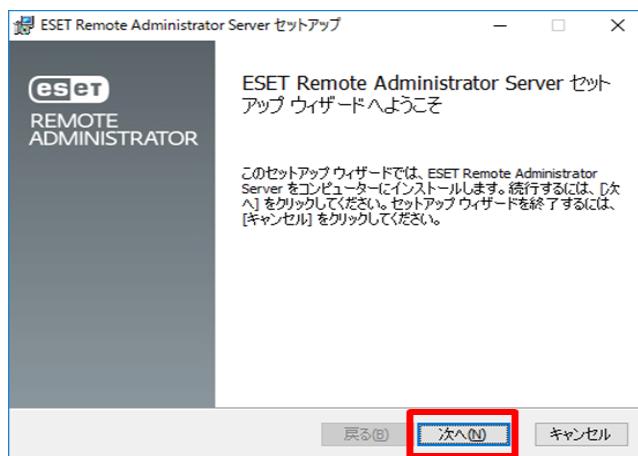 ESET Remote Administrator Server セットアップ
eseT
REMOTE
ADMINISTRATOR
ESET Remote Administrator Server セット
アップ ウィザードへようこそ
このセットアップ ウィザードでは、ESET Remote Administrator
Server をコンピューターにインストールします。続行するには、[次
へ] をクリックしてください。セットアップ ウィザードを終了するには、
[キャンセル] をクリックしてください。
戻る(B)
次へ(N)
キャンセル